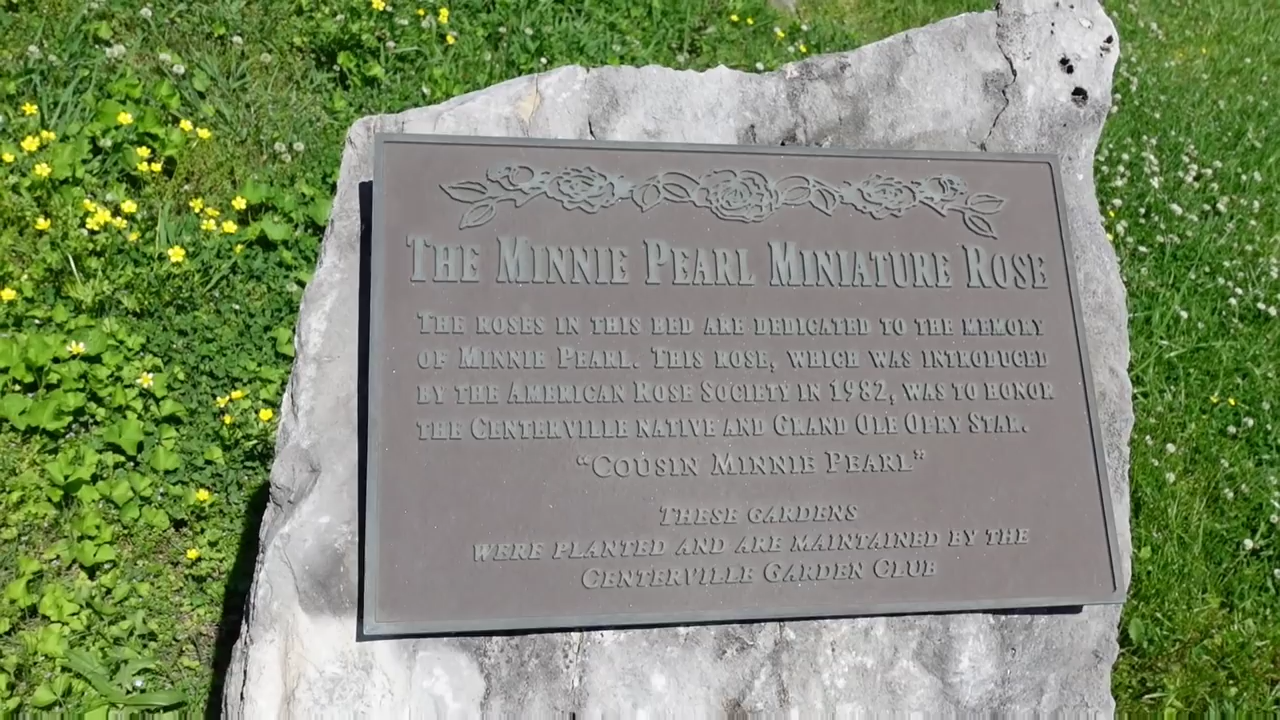 The Minnie Pearl Miniature Rose
The roses in this bed are dedicated to the memory
of Minnie Pearl. This rose, which was introduced
by the American Rose Society in 1982, was to honor
the Centerville native and Grand Ole Opry Star.
"Cousin Minnie Pearl"
These gardens
were planted and are maintained by the
Centerville Garden Club